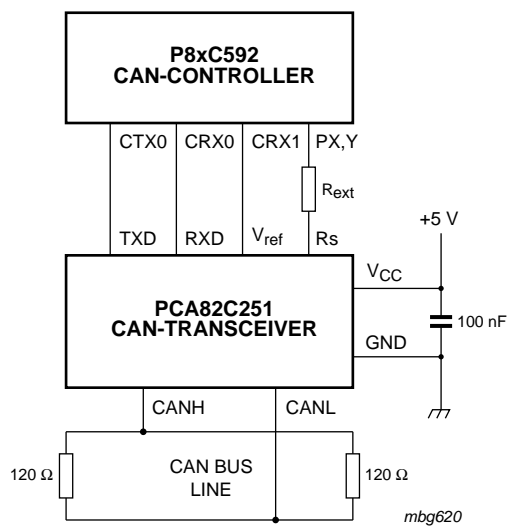 P8xC592
CAN-CONTROLLER
CTX0 CRX0 CRX1 PX,Y
Rext
+5 V
TXD RXD Vref Rs
VCC
PCA82C251
CAN-TRANSCEIVER
100 nF
GND
CANH CANL
120 Ω CAN BUS LINE 120 Ω
mbg620